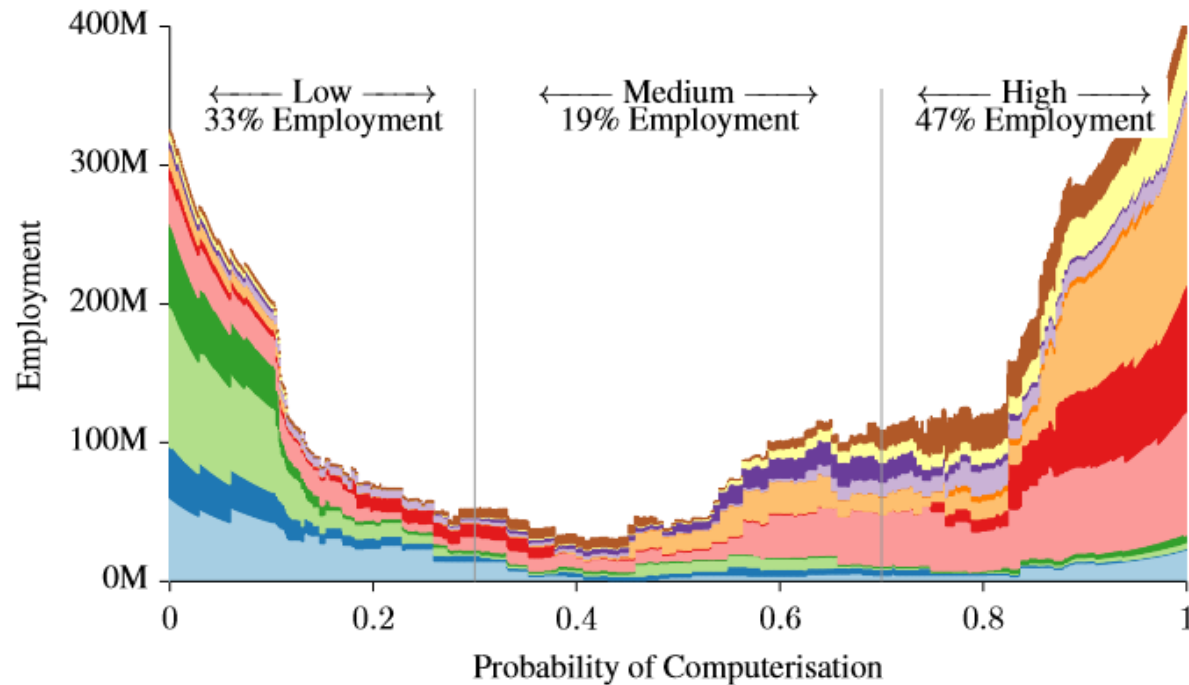 400M
300M
200M
100M
0M
Employment
←— Low —→
33% Employment
←— Medium —→
19% Employment
←— High —→
47% Employment
0 0.2 0.4 0.6 0.8 1
Probability of Computerisation